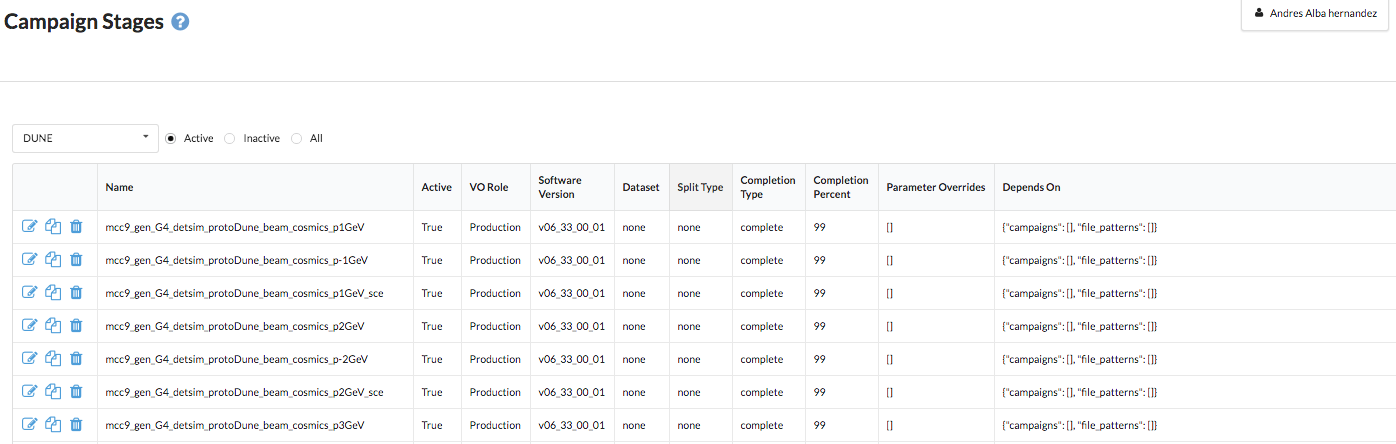 Campaign Stages ?
Andres Alba hernandez
DUNE Active Inactive All
Name Active VO Role Software Version Dataset Split Type Completion Type Completion Percent Parameter Overrides Depends On
mcc9_gen_G4_detsim_protoDune_beam_cosmics_p1GeV True Production v06_33_00_01 none none complete 99 [] {"campaigns": [], "file_patterns": []}
mcc9_gen_G4_detsim_protoDune_beam_cosmics_p-1GeV True Production v06_33_00_01 none none complete 99 [] {"campaigns": [], "file_patterns": []}
mcc9_gen_G4_detsim_protoDune_beam_cosmics_p1GeV_sce True Production v06_33_00_01 none none complete 99 [] {"campaigns": [], "file_patterns": []}
mcc9_gen_G4_detsim_protoDune_beam_cosmics_p2GeV True Production v06_33_00_01 none none complete 99 [] {"campaigns": [], "file_patterns": []}
mcc9_gen_G4_detsim_protoDune_beam_cosmics_p-2GeV True Production v06_33_00_01 none none complete 99 [] {"campaigns": [], "file_patterns": []}
mcc9_gen_G4_detsim_protoDune_beam_cosmics_p2GeV_sce True Production v06_33_00_01 none none complete 99 [] {"campaigns": [], "file_patterns": []}
mcc9_gen_G4_detsim_protoDune_beam_cosmics_p3GeV True Production v06_33_00_01 none none complete 99 [] {"campaigns": [], "file_patterns": []}